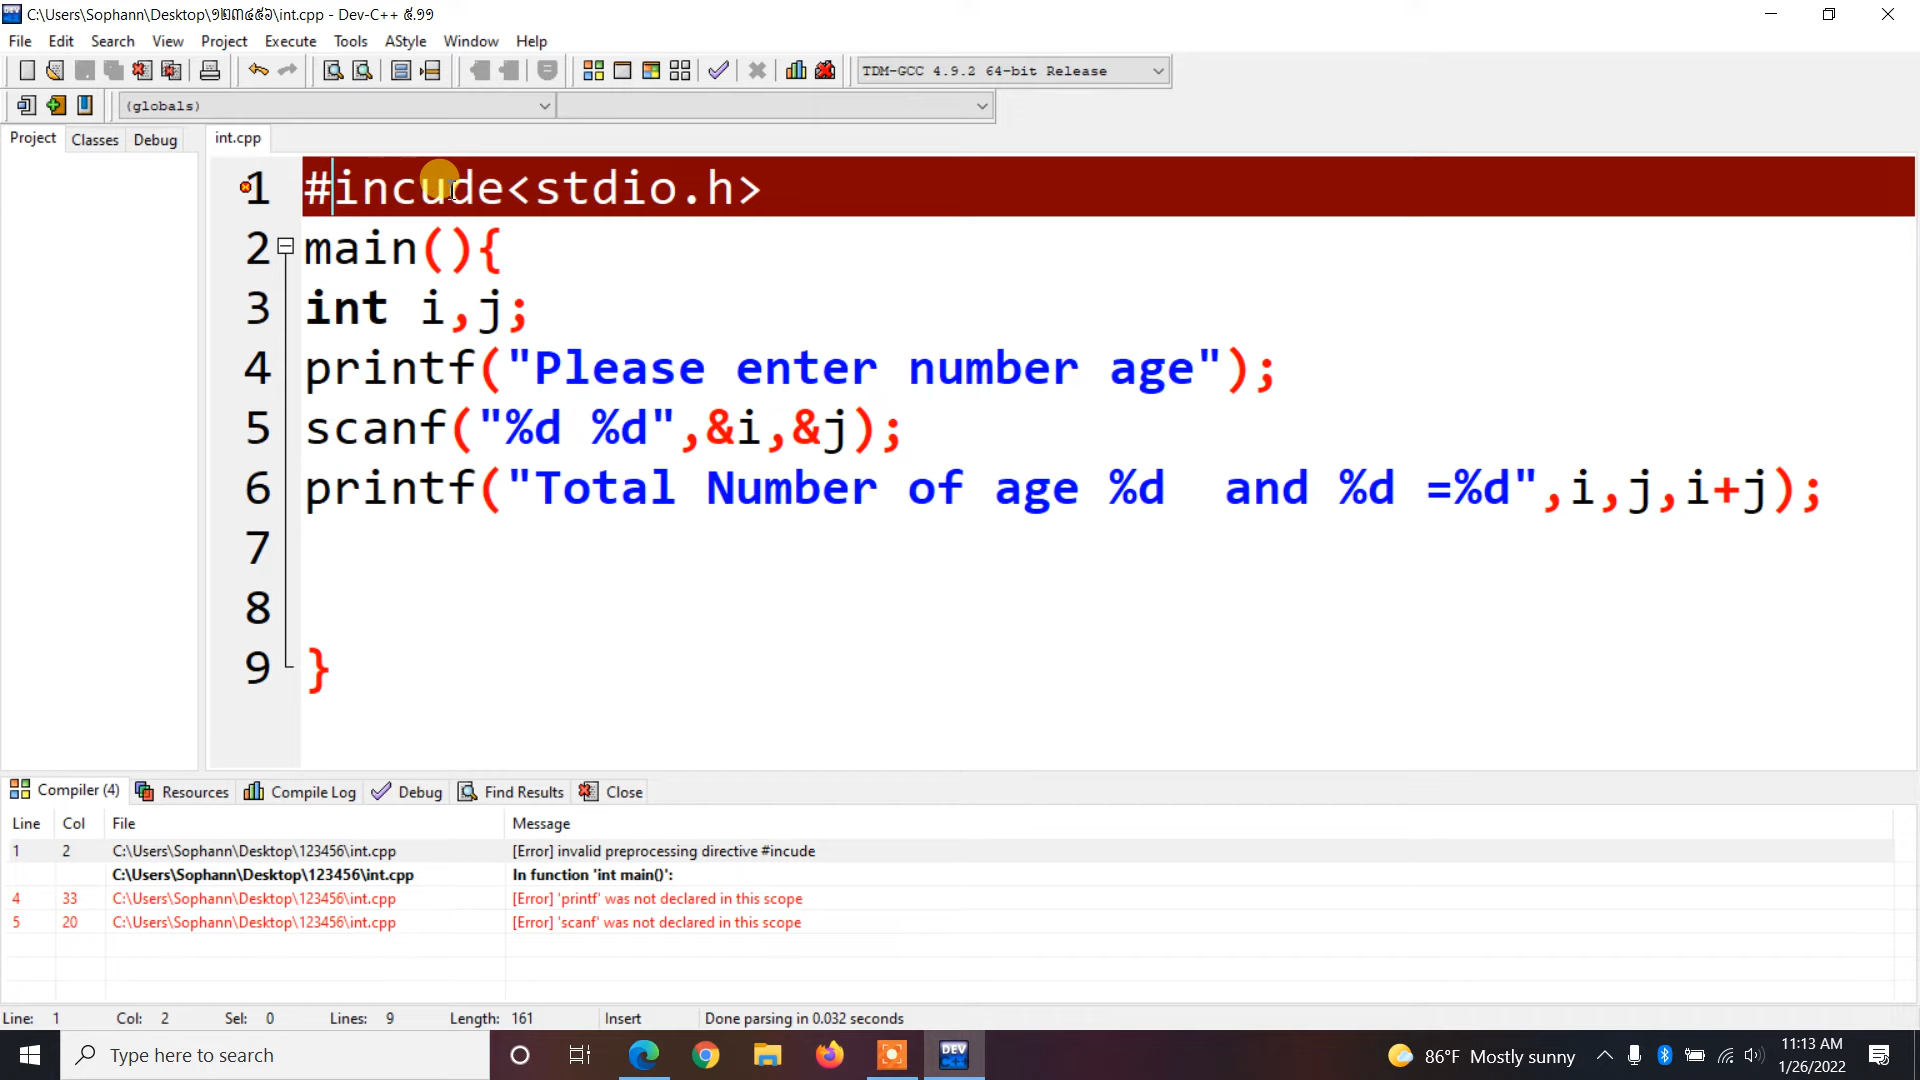 C:\Users\Sophann\Desktop\១២៣៤៥៦\int.cpp - Dev-C++ ៥.99
File Edit Search View Project Execute Tools AStyle Window Help
TDM-GCC 4.9.2 64-bit Release
(globals)
Project Classes Debug int.cpp
1 #incude<stdio.h>
2 main(){
3 int i,j;
4 printf("Please enter number age");
5 scanf("%d %d",&i,&j);
6 printf("Total Number of age %d  and %d =%d",i,j,i+j);
7
8
9 }
Compiler (4) Resources Compile Log Debug Find Results Close
Line Col File Message
1 2 C:\Users\Sophann\Desktop\123456\int.cpp [Error] invalid preprocessing directive #incude
C:\Users\Sophann\Desktop\123456\int.cpp In function 'int main()':
4 33 C:\Users\Sophann\Desktop\123456\int.cpp [Error] 'printf' was not declared in this scope
5 20 C:\Users\Sophann\Desktop\123456\int.cpp [Error] 'scanf' was not declared in this scope
Line: 1 Col: 2 Sel: 0 Lines: 9 Length: 161 Insert Done parsing in 0.032 seconds
Type here to search
DEV
86°F Mostly sunny
11:13 AM
1/26/2022